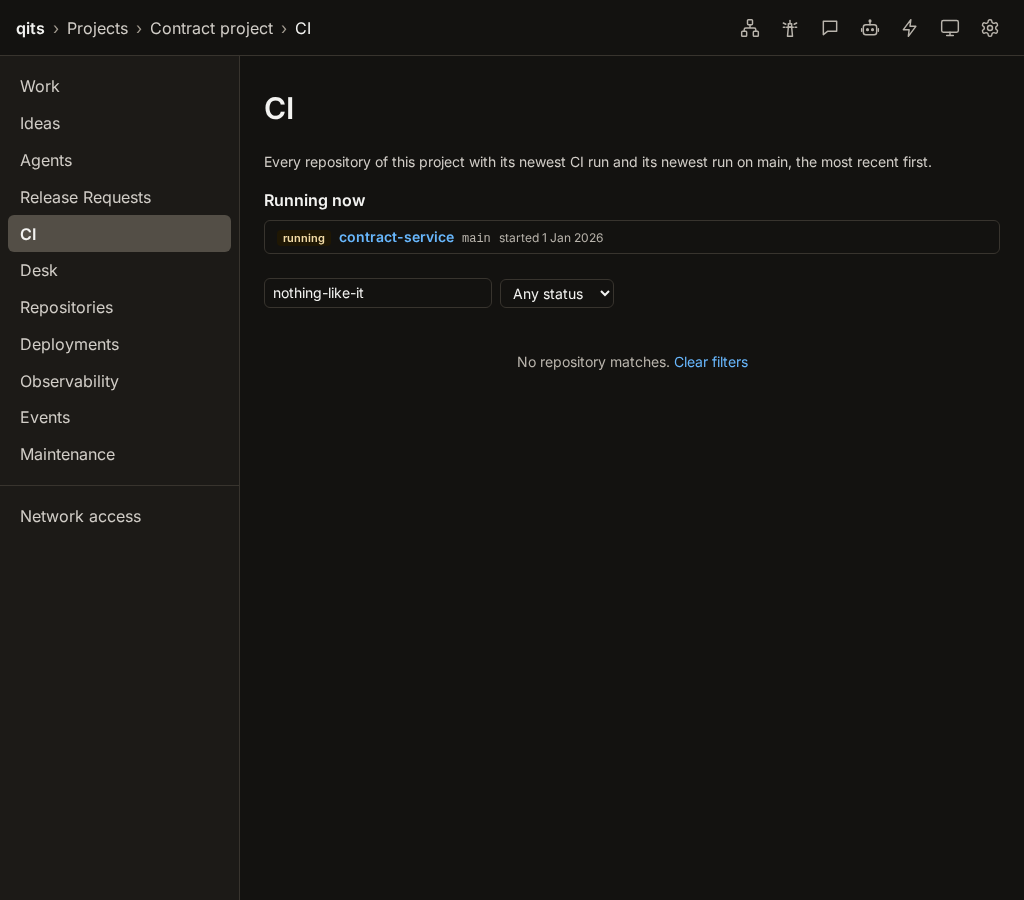 qits › Projects › Contract project › CI
Work
Ideas
Agents
Release Requests
CI
Desk
Repositories
Deployments
Observability
Events
Maintenance
Network access
CI
Every repository of this project with its newest CI run and its newest run on main, the most recent first.
Running now
running contract-service main started 1 Jan 2026
nothing-like-it Any status
No repository matches. Clear filters